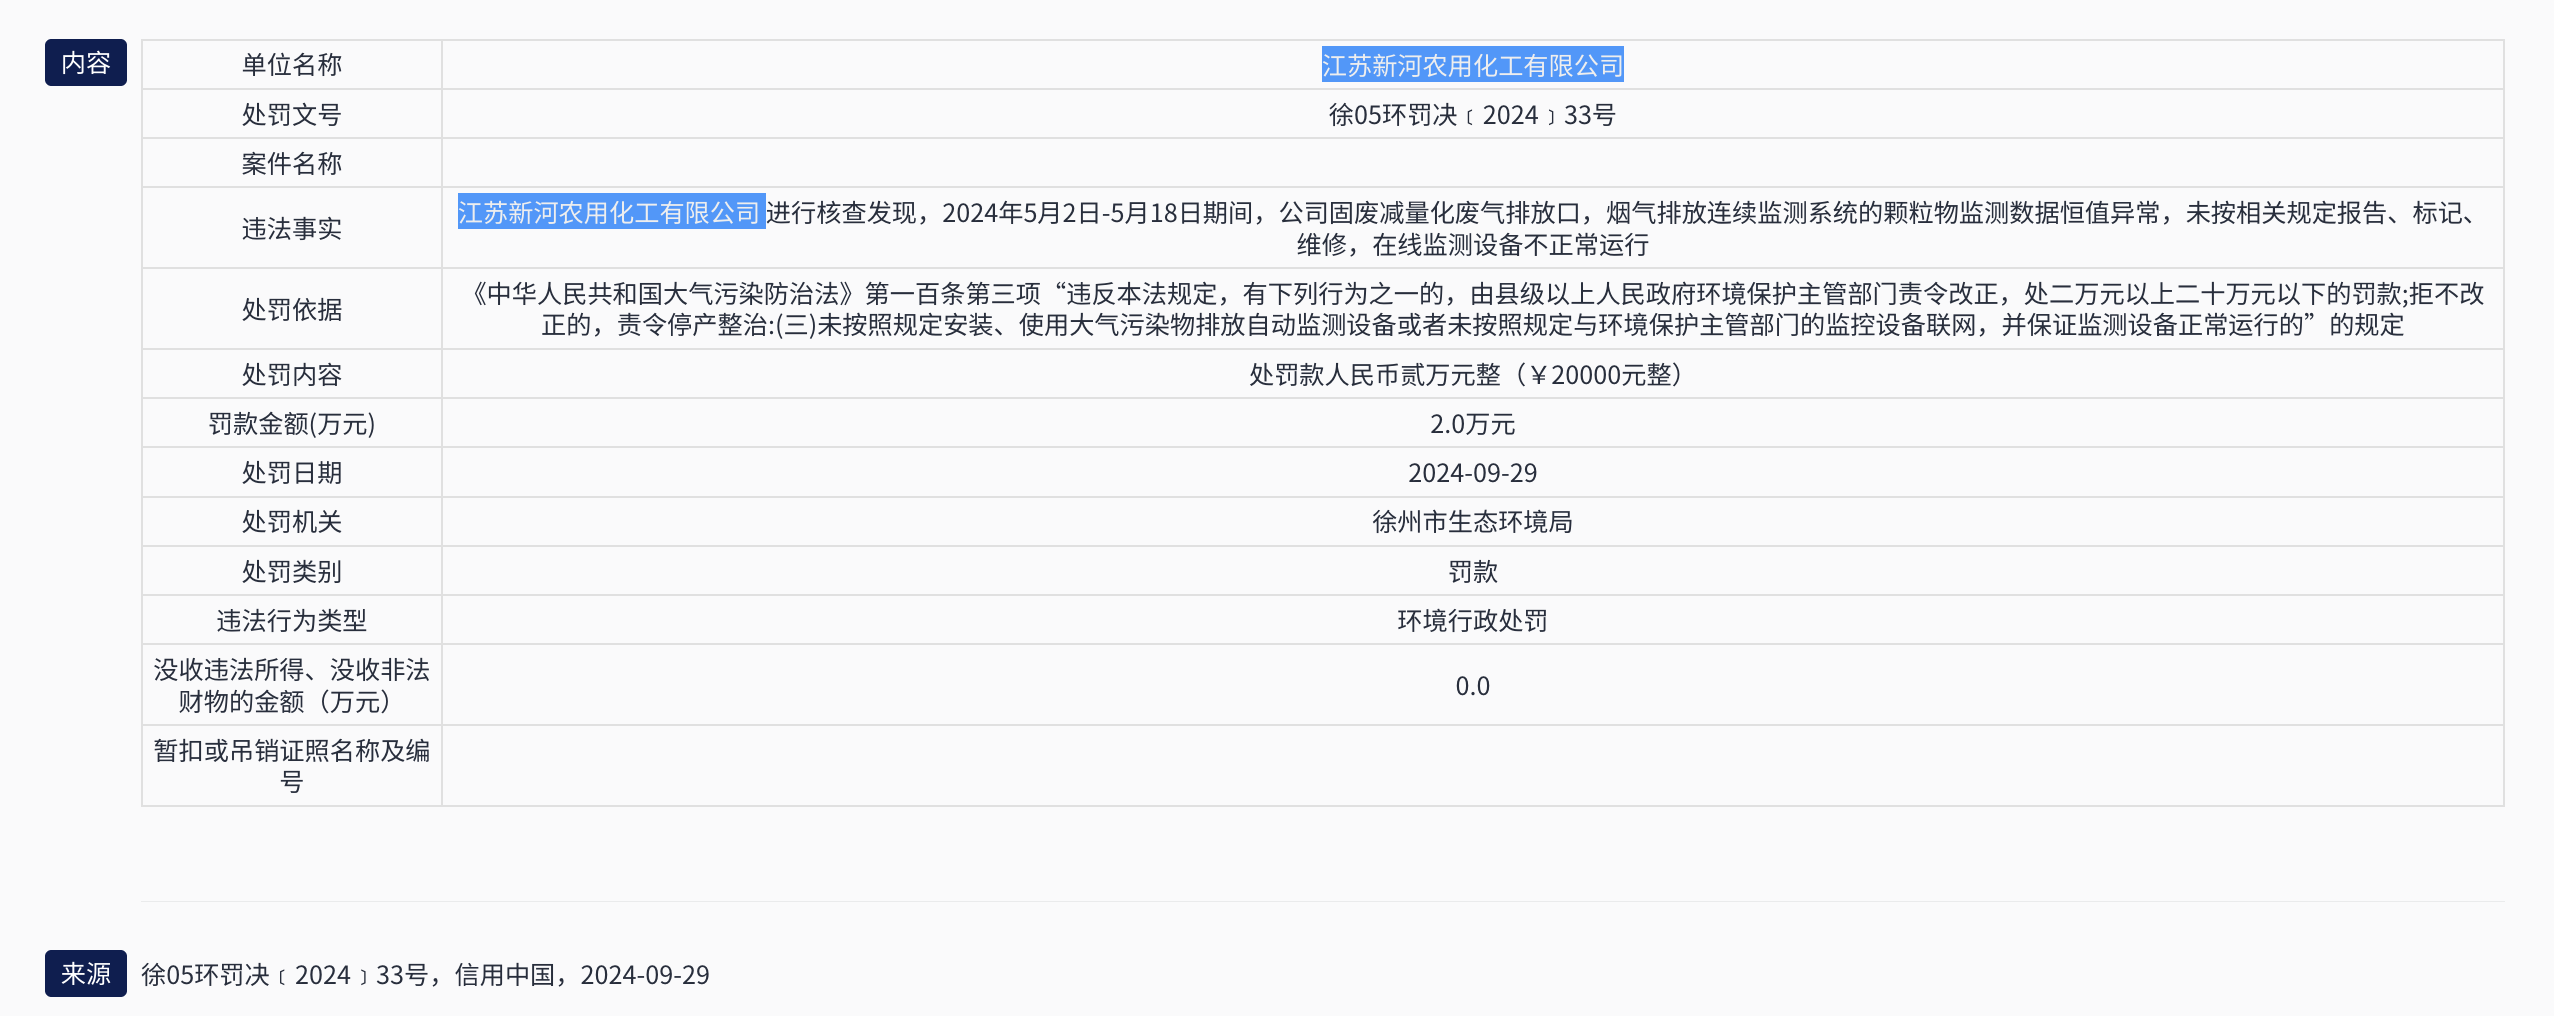 内容
单位名称
江苏新河农用化工有限公司
处罚文号
徐05环罚决﹝2024﹞33号
案件名称
违法事实
江苏新河农用化工有限公司 进行核查发现，2024年5月2日-5月18日期间，公司固废减量化废气排放口，烟气排放连续监测系统的颗粒物监测数据恒值异常，未按相关规定报告、标记、
维修，在线监测设备不正常运行
处罚依据
《中华人民共和国大气污染防治法》第一百条第三项“违反本法规定，有下列行为之一的，由县级以上人民政府环境保护主管部门责令改正，处二万元以上二十万元以下的罚款;拒不改
正的，责令停产整治:(三)未按照规定安装、使用大气污染物排放自动监测设备或者未按照规定与环境保护主管部门的监控设备联网，并保证监测设备正常运行的”的规定
处罚内容
处罚款人民币贰万元整（￥20000元整）
罚款金额(万元)
2.0万元
处罚日期
2024-09-29
处罚机关
徐州市生态环境局
处罚类别
罚款
违法行为类型
环境行政处罚
没收违法所得、没收非法
财物的金额（万元）
0.0
暂扣或吊销证照名称及编
号
来源
徐05环罚决﹝2024﹞33号，信用中国，2024-09-29